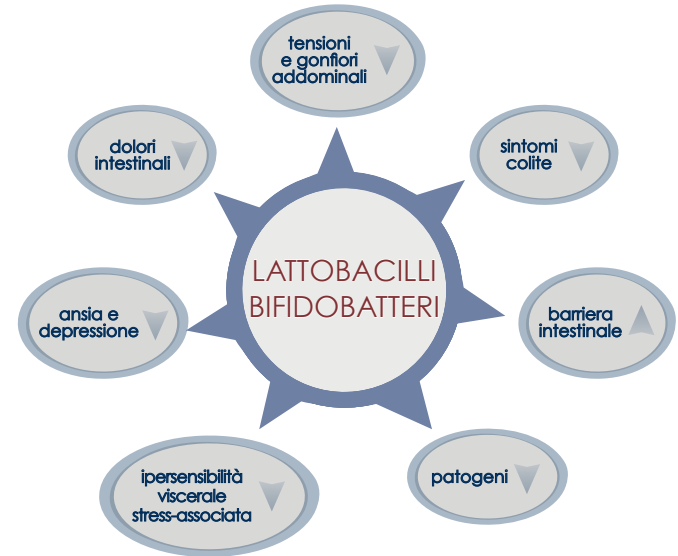 tensioni
e gonfiori
addominali
dolori
intestinali
sintomi
colite
LATTOBACILLI
BIFIDOBATTERI
ansia e
depressione
barriera
intestinale
ipersensibilità
viscerale
stress-associata
patogeni